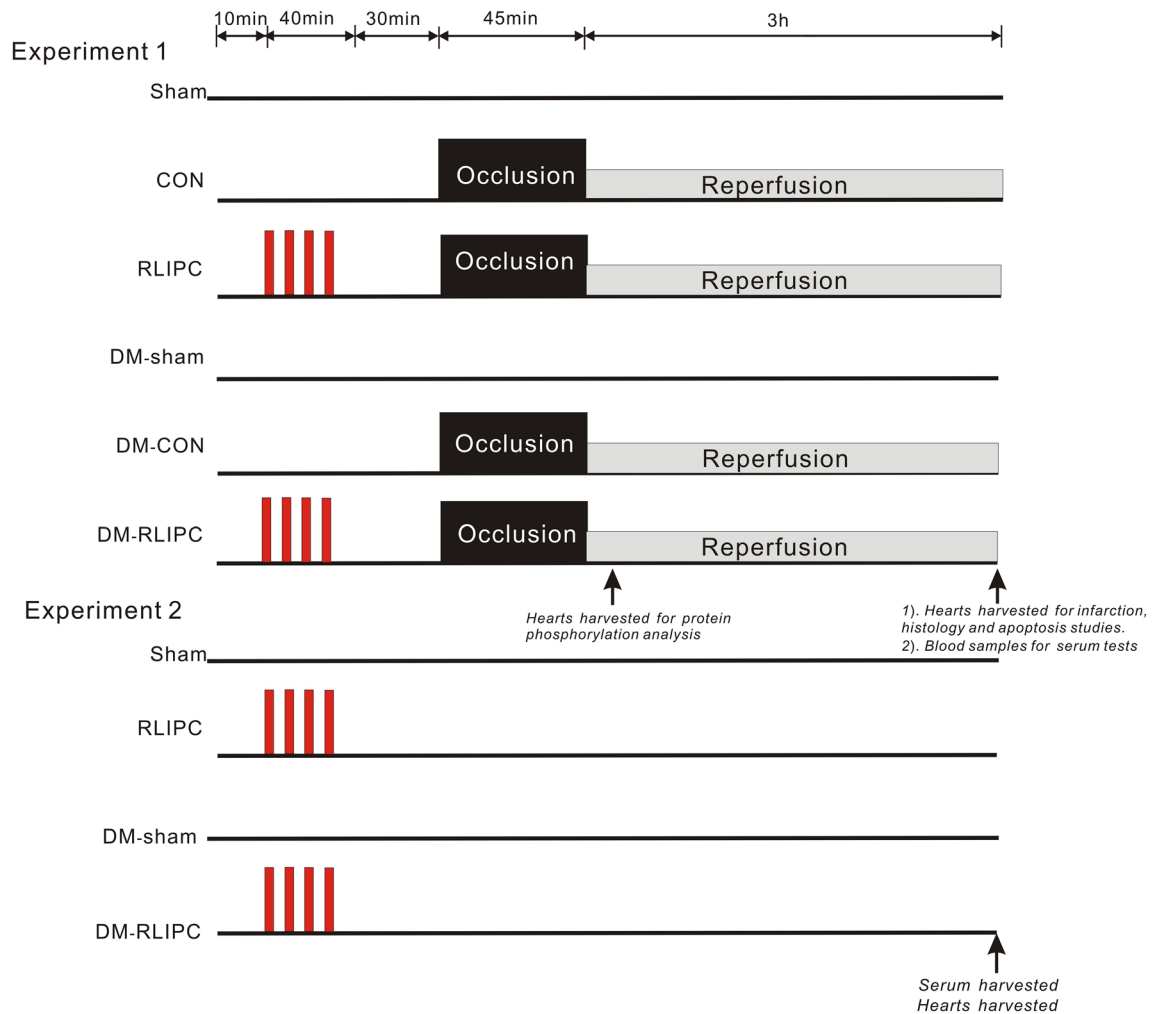 10min 40min 30min 45min 3h
Experiment 1
Sham
CON Occlusion Reperfusion
RLIPC Occlusion Reperfusion
DM-sham
DM-CON Occlusion Reperfusion
DM-RLIPC Occlusion Reperfusion
Hearts harvested for protein
phosphorylation analysis
1). Hearts harvested for infarction,
histology and apoptosis studies.
2). Blood samples for serum tests
Experiment 2
Sham
RLIPC
DM-sham
DM-RLIPC
Serum harvested
Hearts harvested